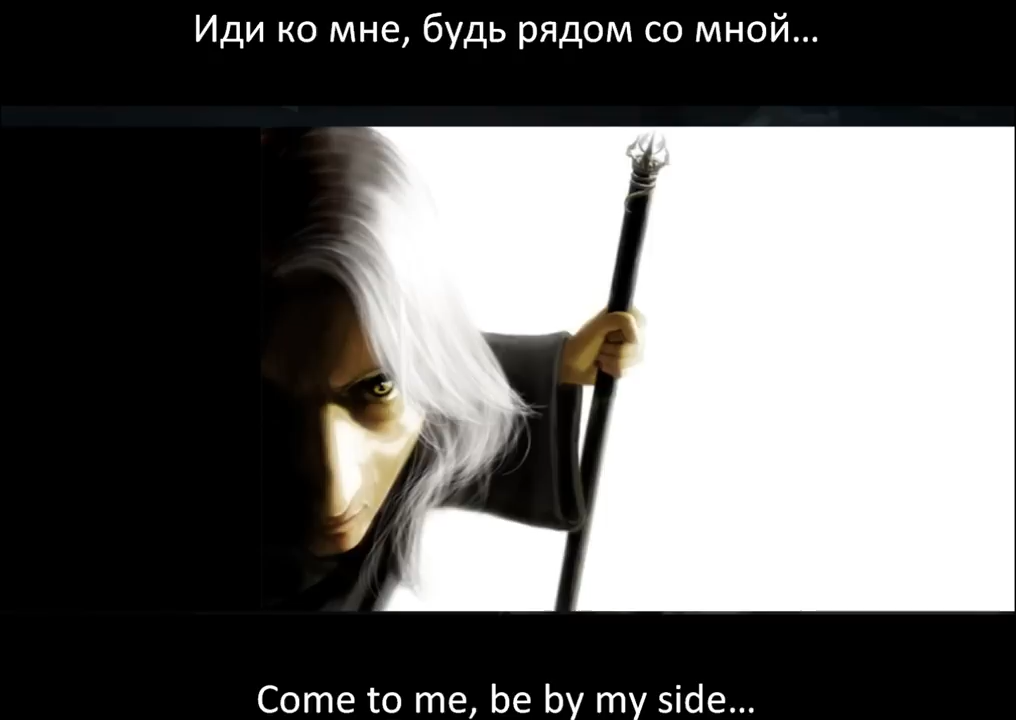 Иди ко мне, будь рядом со мной...
Come to me, be by my side...